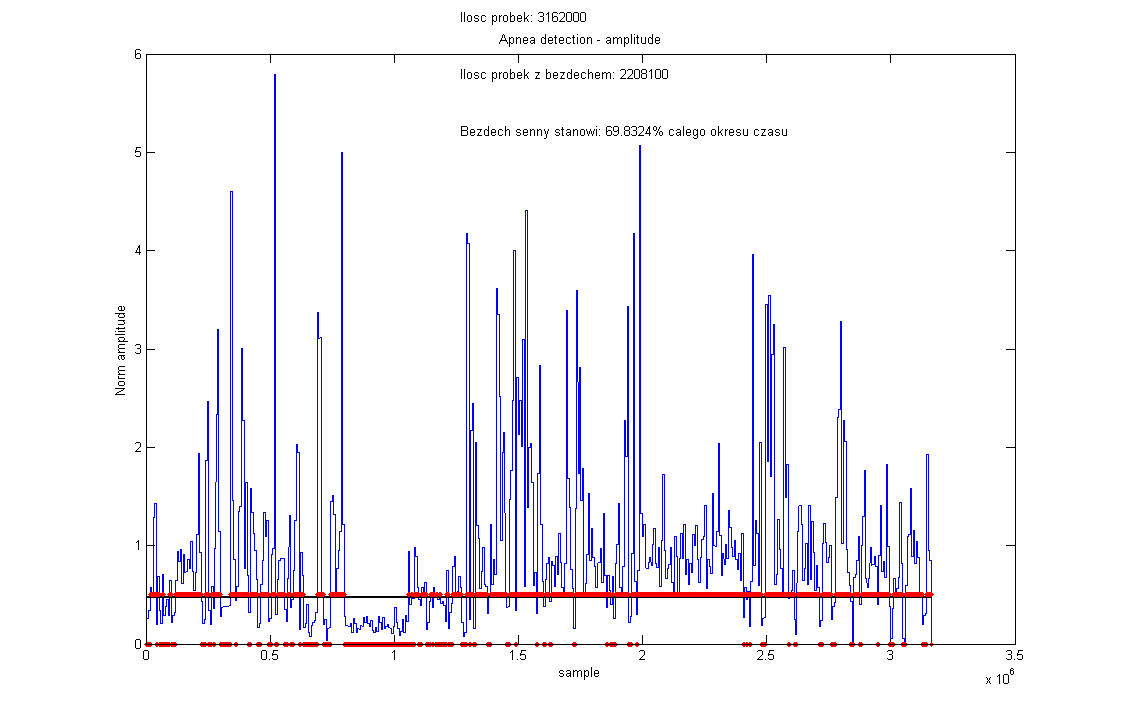 Ilosc probek: 3162000
Apnea detection - amplitude
Ilosc probek z bezdechem: 2208100
Bezdech senny stanowi: 69.8324% calego okresu czasu
6
5
4
3
2
1
0
Norm amplitude
0 0.5 1 1.5 2 2.5 3 3.5
sample
x 10^6